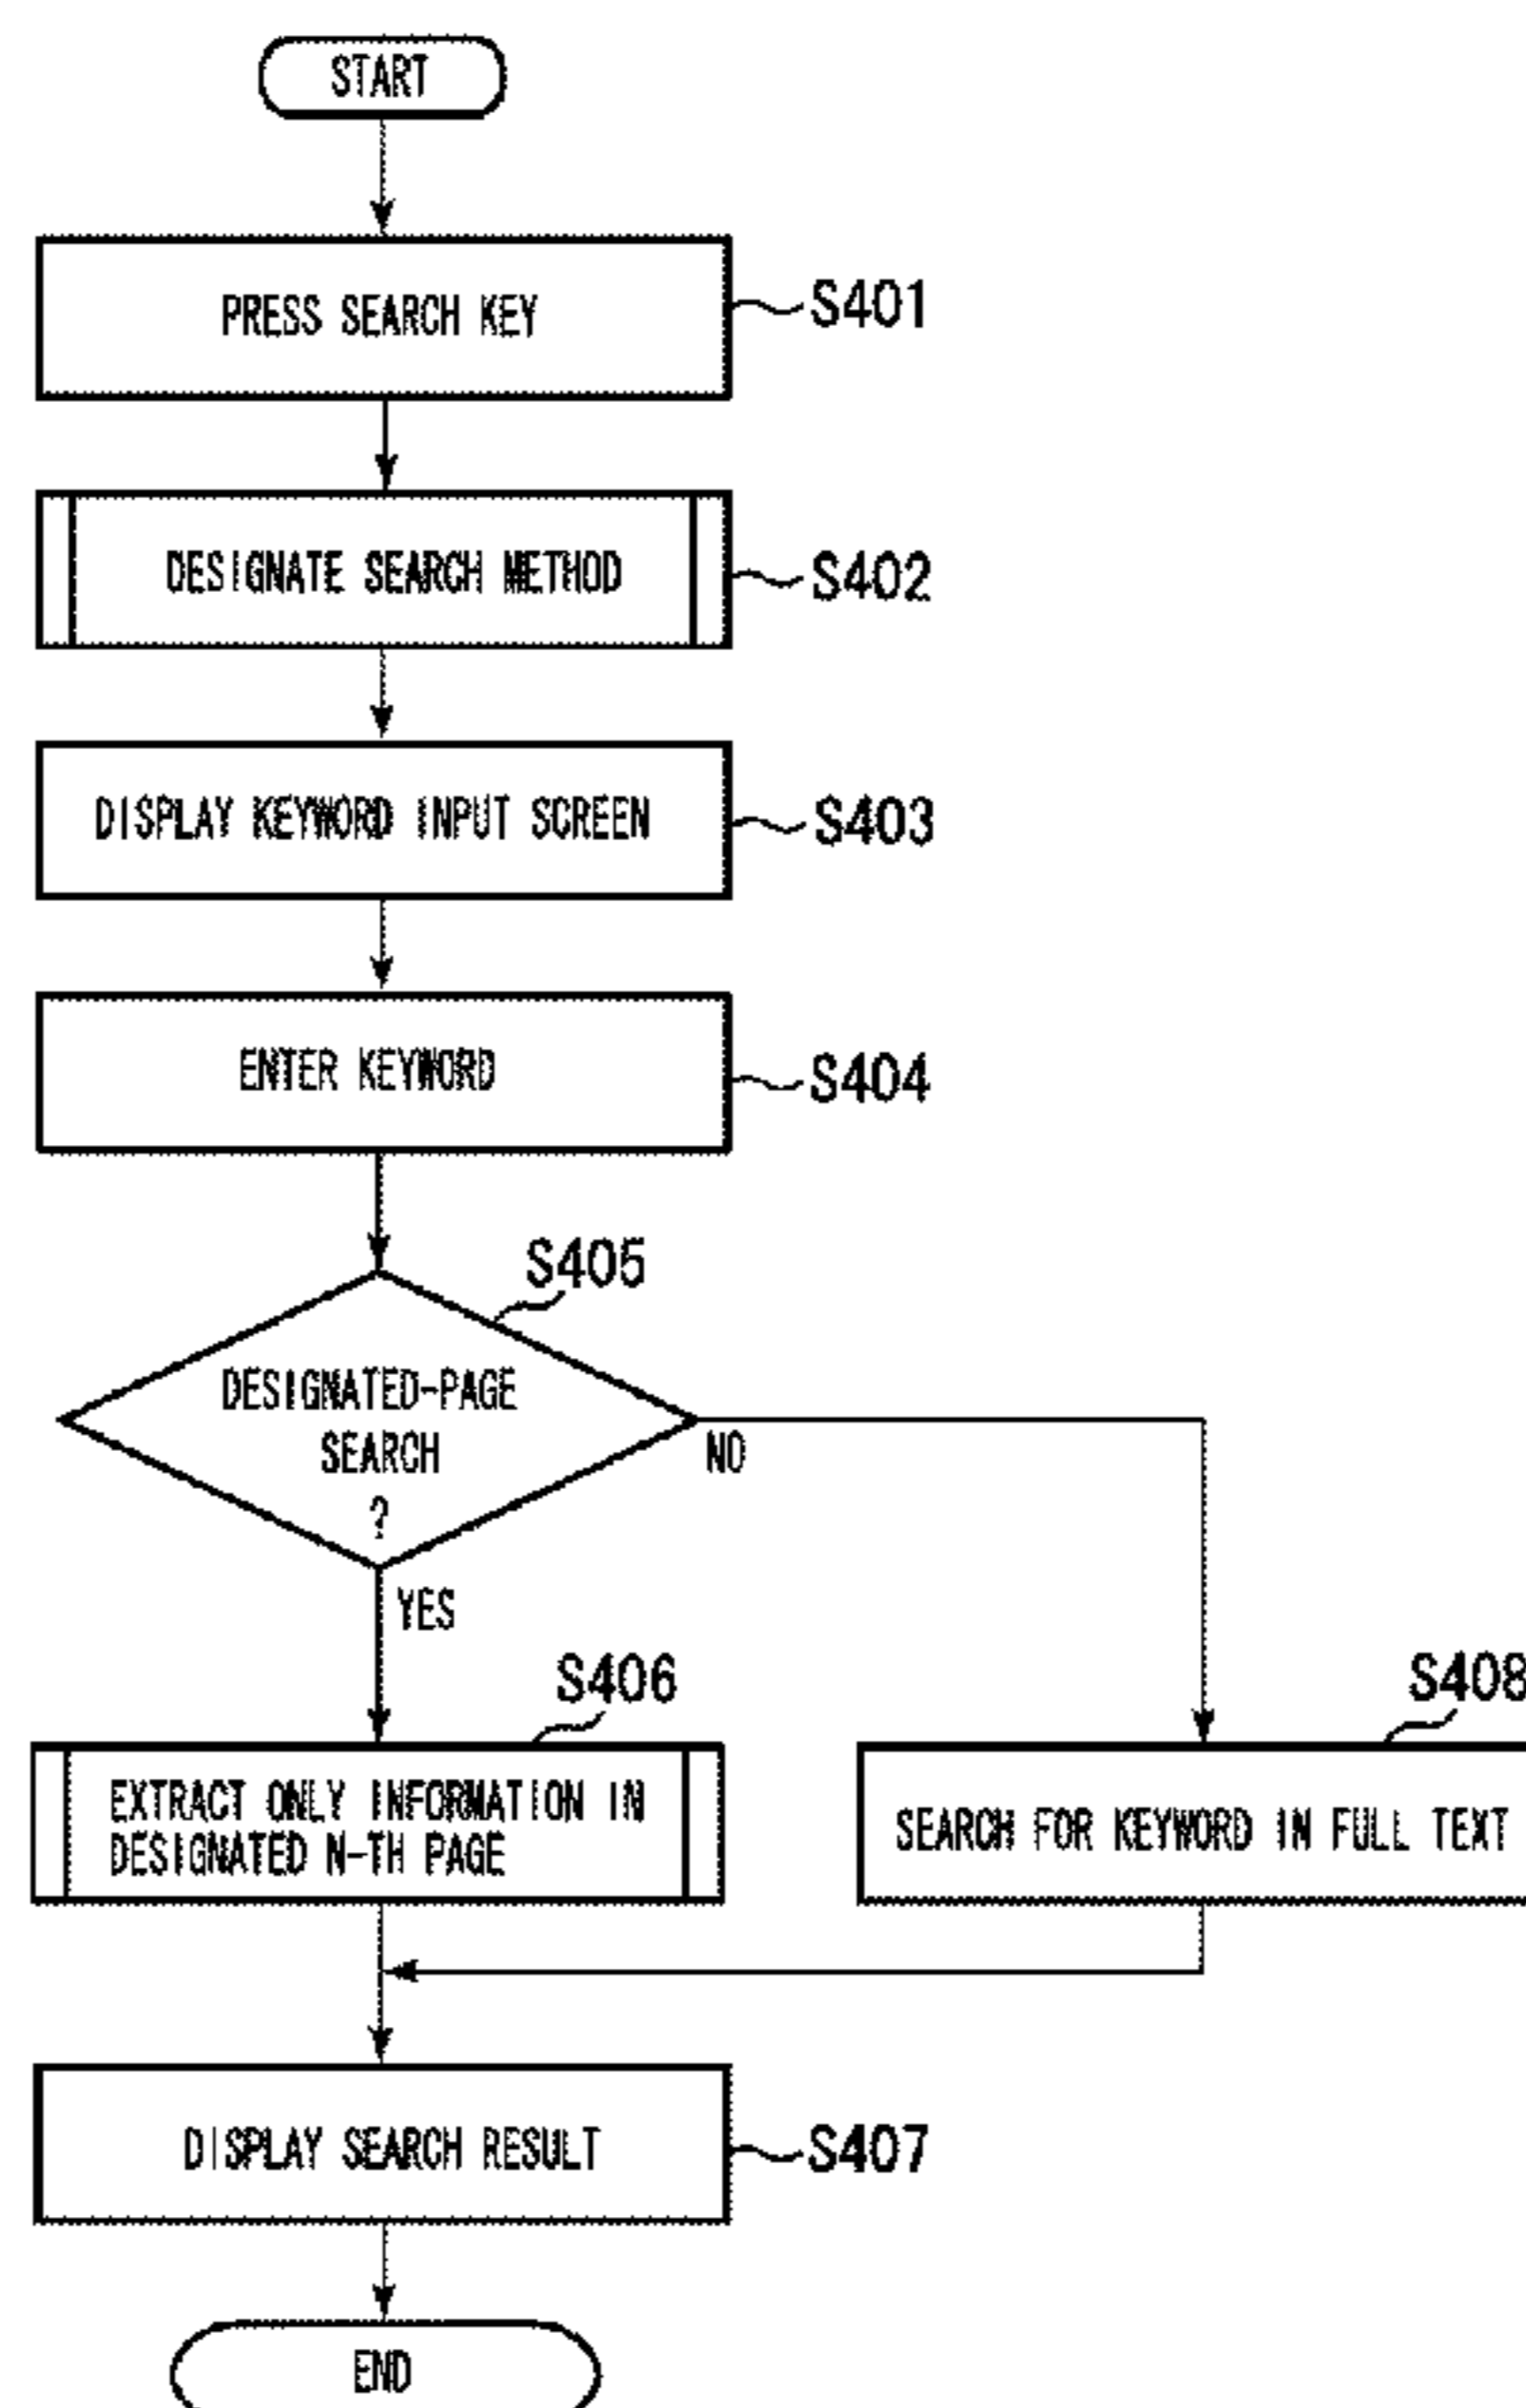 START
PRESS SEARCH KEY
S401
DESIGNATE SEARCH METHOD
S402
DISPLAY KEYWORD INPUT SCREEN
S403
ENTER KEYWORD
S404
S405
DESIGNATED-PAGE
SEARCH
?
NO
YES
S406
EXTRACT ONLY INFORMATION IN
DESIGNATED N-TH PAGE
S408
SEARCH FOR KEYWORD IN FULL TEXT
DISPLAY SEARCH RESULT
S407
END